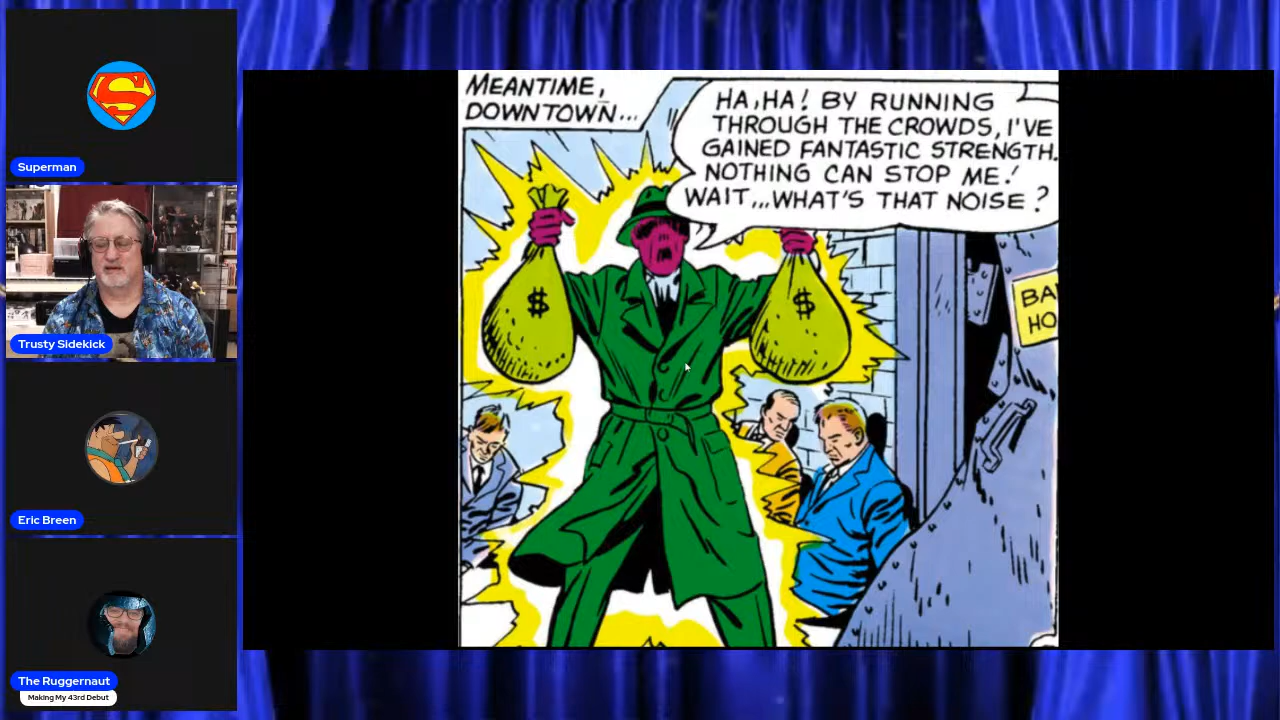 Superman
Trusty Sidekick
Eric Breen
The Ruggernaut
Making My 43rd Debut
MEANTIME,
DOWNTOWN...
HA, HA! BY RUNNING
THROUGH THE CROWDS, I'VE
GAINED FANTASTIC STRENGTH.
NOTHING CAN STOP ME!
WAIT...WHAT'S THAT NOISE?
$
$
BA
HO